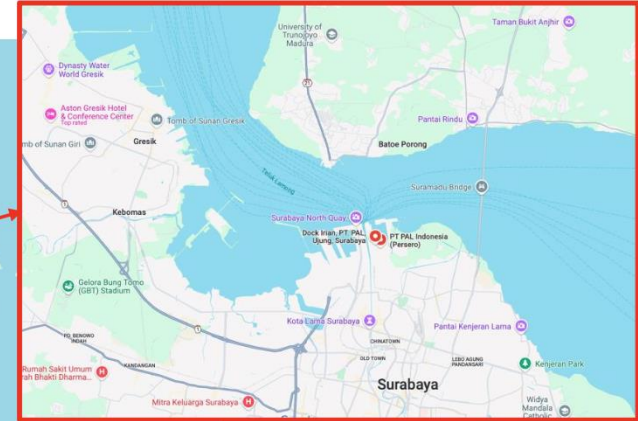 University of
Trunojoyo
Madura
Taman Bukit Anjhir
Dynasty Water
World Gresik
Aston Gresik Hotel
& Conference Center
Top rated
Tomb of Sunan Gresik
Pantai Rindu
mb of Sunan Giri
Gresik
Batoe Porong
Teluk Lamong
Suramadu Bridge
Kebomas
Surabaya North Quay
Dock Irian, PT. PAL,
Ujung, Surabaya
PT PAL Indonesia
(Persero)
Gelora Bung Tomo
(GBT) Stadium
Kota Lama Surabaya
Pantai Kenjeran Lama
CHINATOWN
OLD TOWN
KANDANGAN
Kenjeran Park
Rumah Sakit Umum
rah Bhakti Dharma...
Surabaya
Mitra Keluarga Surabaya
Widya
Mandala
Catholic